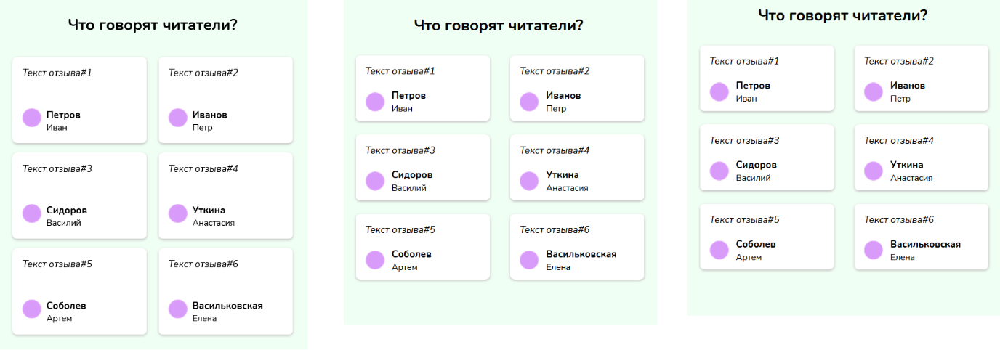 Что говорят читатели?
Текст отзыва#1
Петров
Иван
Текст отзыва#2
Иванов
Петр
Текст отзыва#3
Сидоров
Василий
Текст отзыва#4
Уткина
Анастасия
Текст отзыва#5
Соболев
Артем
Текст отзыва#6
Васильковская
Елена
Что говорят читатели?
Текст отзыва#1
Петров
Иван
Текст отзыва#2
Иванов
Петр
Текст отзыва#3
Сидоров
Василий
Текст отзыва#4
Уткина
Анастасия
Текст отзыва#5
Соболев
Артем
Текст отзыва#6
Васильковская
Елена
Что говорят читатели?
Текст отзыва#1
Петров
Иван
Текст отзыва#2
Иванов
Петр
Текст отзыва#3
Сидоров
Василий
Текст отзыва#4
Уткина
Анастасия
Текст отзыва#5
Соболев
Артем
Текст отзыва#6
Васильковская
Елена